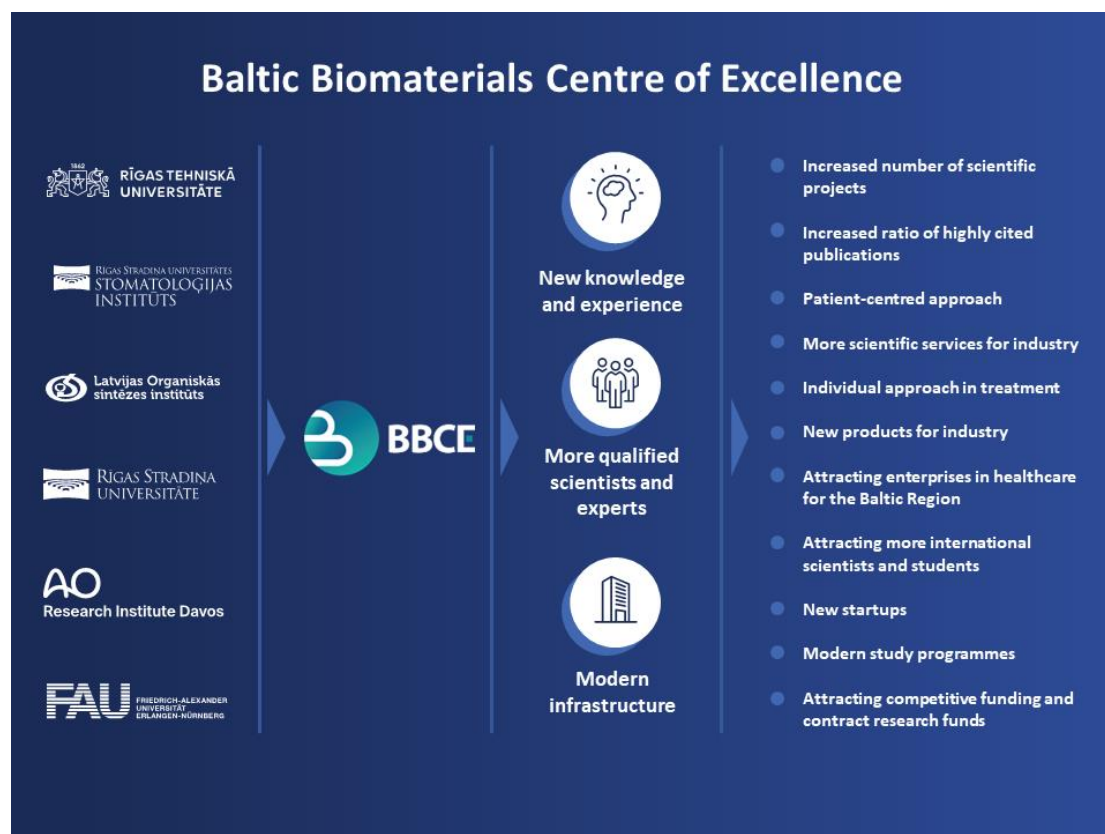 Baltic Biomaterials Centre of Excellence
1862
RĪGAS TEHNISKĀ
UNIVERSITĀTE
RĪGAS STRADIŅA UNIVERSITĀTES
STOMATOLOĢIJAS
INSTITŪTS
Latvijas Organiskās
sintēzes institūts
RĪGAS STRADIŅA
UNIVERSITĀTE
AO
Research Institute Davos
FAU
FRIEDRICH-ALEXANDER
UNIVERSITÄT
ERLANGEN-NÜRNBERG
BBCE
New knowledge
and experience
More qualified
scientists and
experts
Modern
infrastructure
Increased number of scientific
projects
Increased ratio of highly cited
publications
Patient-centred approach
More scientific services for industry
Individual approach in treatment
New products for industry
Attracting enterprises in healthcare
for the Baltic Region
Attracting more international
scientists and students
New startups
Modern study programmes
Attracting competitive funding and
contract research funds